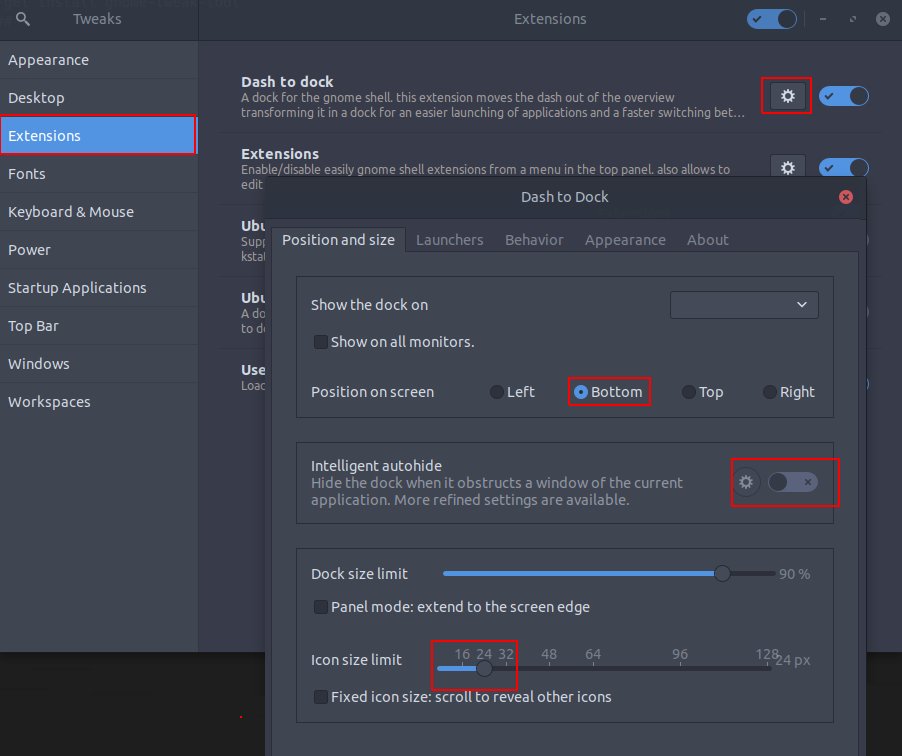 get install gnome-tweak-tool
Tweaks
Extensions
Appearance
Desktop
Extensions
Fonts
Keyboard & Mouse
Power
Startup Applications
Top Bar
Windows
Workspaces
Dash to dock
A dock for the gnome shell. this extension moves the dash out of the overview
transforming it in a dock for an easier launching of applications and a faster switching bet…
Extensions
Enable/disable easily gnome shell extensions from a menu in the top panel. also allows to
edit
Ubu
Supp
kstat
Ubu
A do
to do
Use
Load
Dash to Dock
Position and size
Launchers
Behavior
Appearance
About
Show the dock on
Show on all monitors.
Position on screen
Left
Bottom
Top
Right
Intelligent autohide
Hide the dock when it obstructs a window of the current
application. More refined settings are available.
Dock size limit
90 %
Panel mode: extend to the screen edge
Icon size limit
16 24 32 48 64 96 128
24 px
Fixed icon size: scroll to reveal other icons